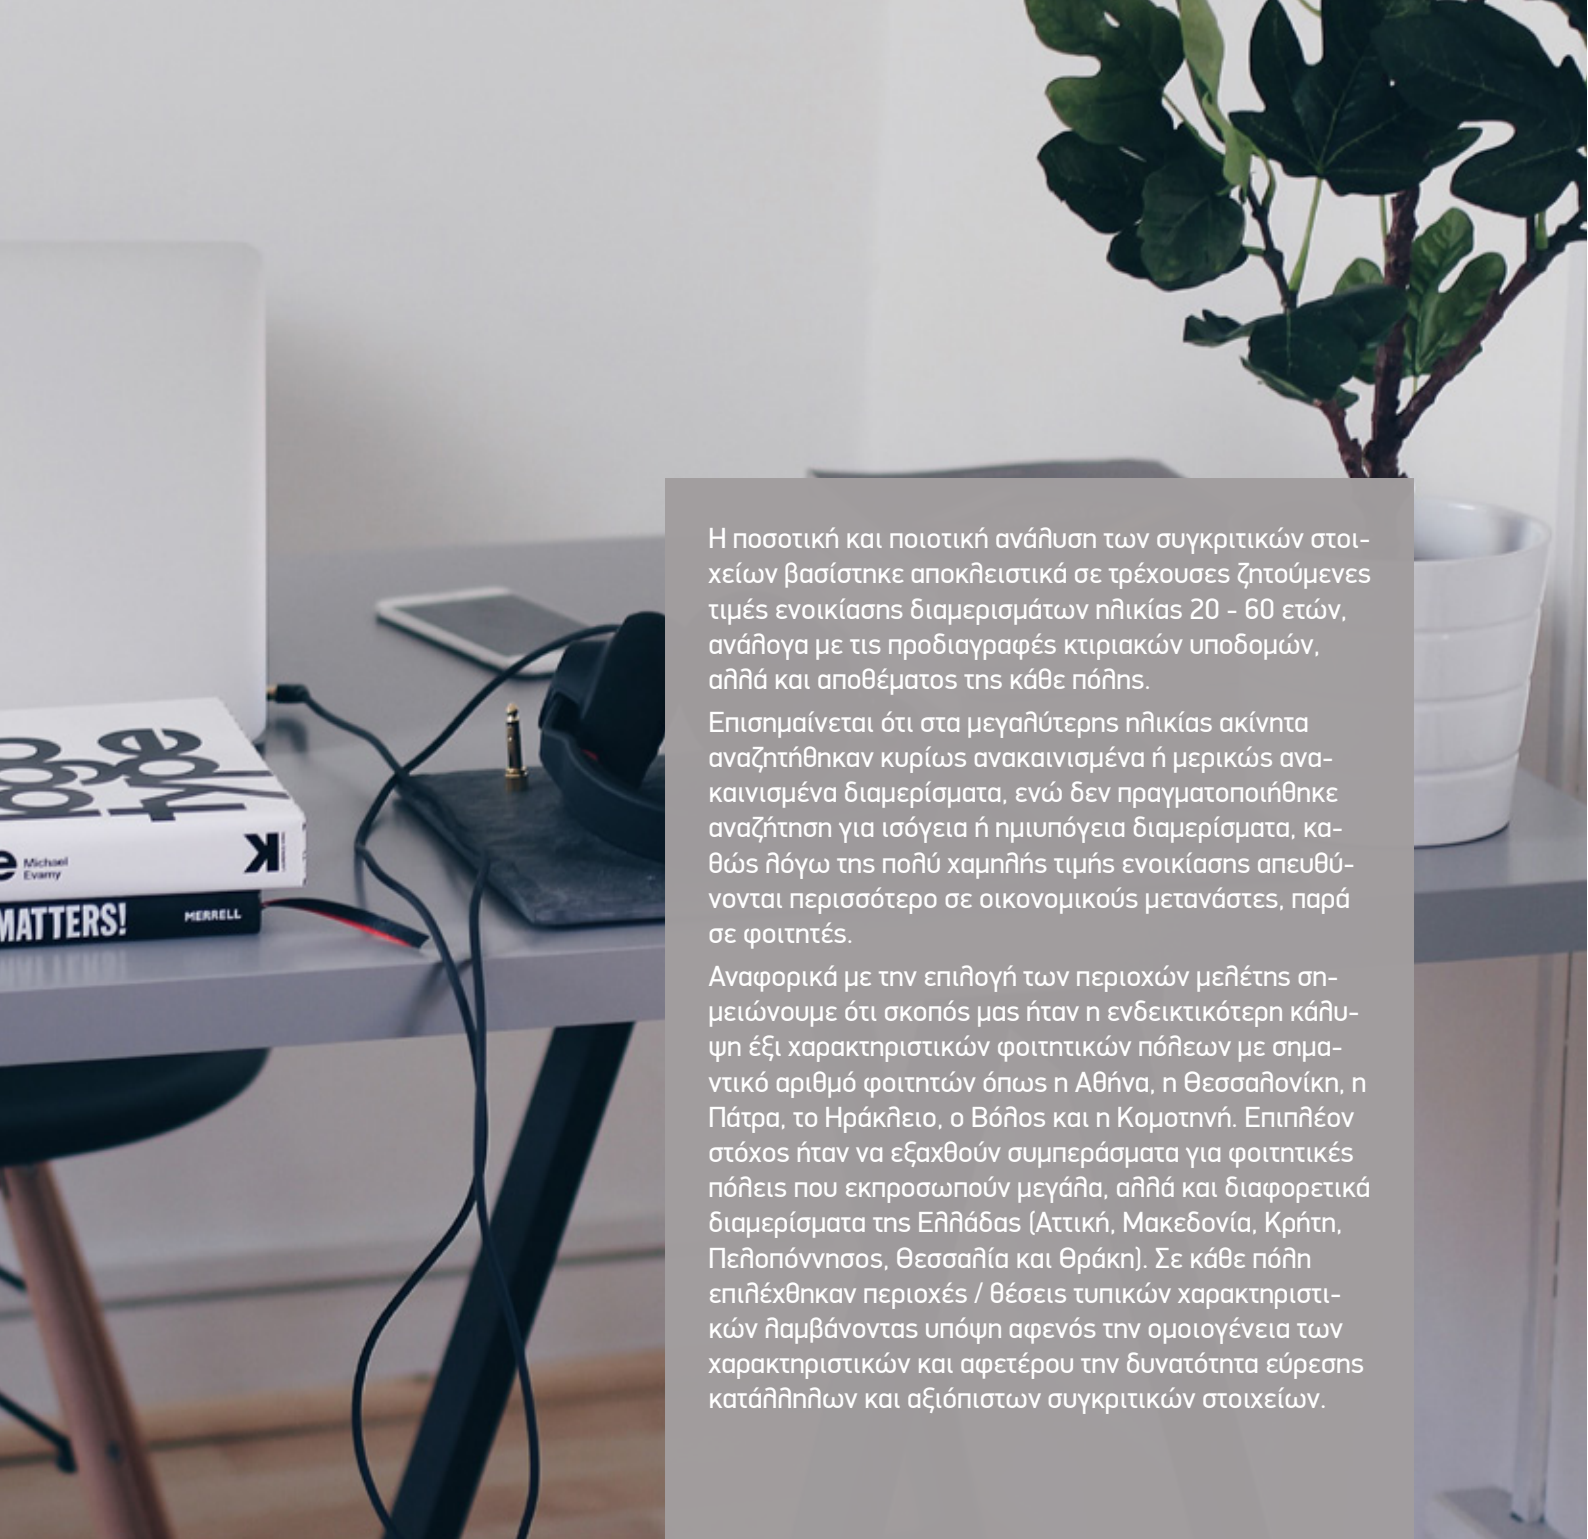 Η ποσοτική και ποιοτική ανάλυση των συγκριτικών στοι-
χείων βασίστηκε αποκλειστικά σε τρέχουσες ζητούμενες
τιμές ενοικίασης διαμερισμάτων ηλικίας 20 - 60 ετών,
ανάλογα με τις προδιαγραφές κτιριακών υποδομών,
αλλά και αποθέματος της κάθε πόλης.
Επισημαίνεται ότι στα μεγαλύτερης ηλικίας ακίνητα
αναζητήθηκαν κυρίως ανακαινισμένα ή μερικώς ανα-
καινισμένα διαμερίσματα, ενώ δεν πραγματοποιήθηκε
αναζήτηση για ισόγεια ή ημιυπόγεια διαμερίσματα, κα-
θώς λόγω της πολύ χαμηλής τιμής ενοικίασης απευθύ-
νονται περισσότερο σε οικονομικούς μετανάστες, παρά
σε φοιτητές.
Αναφορικά με την επιλογή των περιοχών μελέτης ση-
μειώνουμε ότι σκοπός μας ήταν η ενδεικτικότερη κάλυ-
ψη έξι χαρακτηριστικών φοιτητικών πόλεων με σημα-
ντικό αριθμό φοιτητών όπως η Αθήνα, η Θεσσαλονίκη, η
Πάτρα, το Ηράκλειο, ο Βόλος και η Κομοτηνή. Επιπλέον
στόχος ήταν να εξαχθούν συμπεράσματα για φοιτητικές
πόλεις που εκπροσωπούν μεγάλα, αλλά και διαφορετικά
διαμερίσματα της Ελλάδας (Αττική, Μακεδονία, Κρήτη,
Πελοπόννησος, Θεσσαλία και Θράκη). Σε κάθε πόλη
επιλέχθηκαν περιοχές / θέσεις τυπικών χαρακτηριστι-
κών λαμβάνοντας υπόψη αφενός την ομοιογένεια των
χαρακτηριστικών και αφετέρου την δυνατότητα εύρεσης
κατάλληλων και αξιόπιστων συγκριτικών στοιχείων.
type
Michael
Evamy
K
MATTERS!
MERRELL